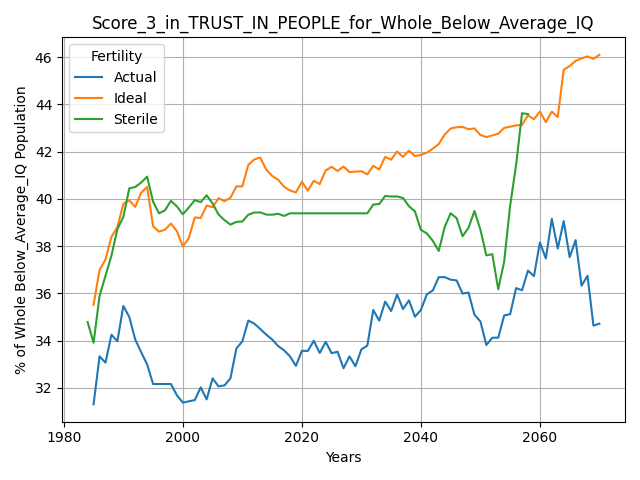 Score_3_in_TRUST_IN_PEOPLE_for_Whole_Below_Average_IQ
Fertility
Actual
Ideal
Sterile
% of Whole Below_Average_IQ Population
46
44
42
40
38
36
34
32
1980 2000 2020 2040 2060
Years